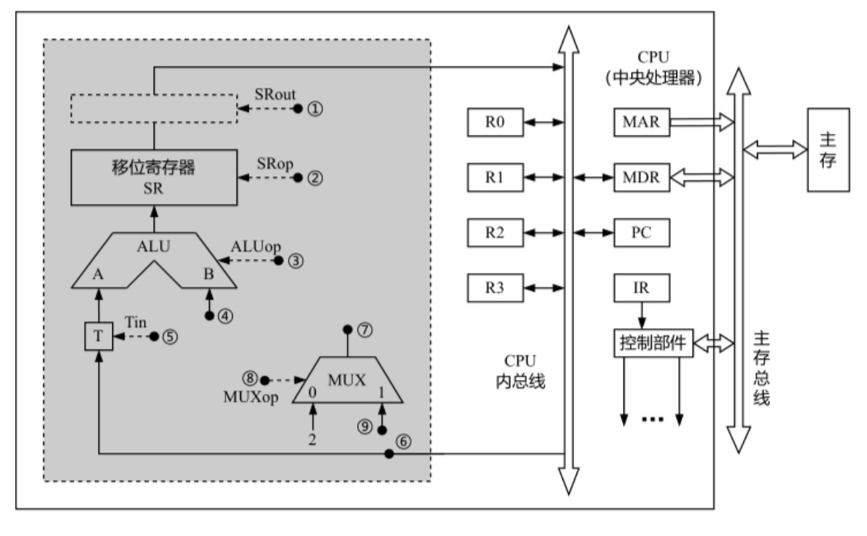 CPU
（中央处理器）
SRout
①
移位寄存器
SR
SRop
②
ALU
A
B
ALUop
③
④
T
Tin
⑤
⑦
⑧
MUXop
MUX
0
1
2
⑨
⑥
R0
R1
R2
R3
CPU
内总线
MAR
MDR
PC
IR
控制部件
...
主存总线
主存